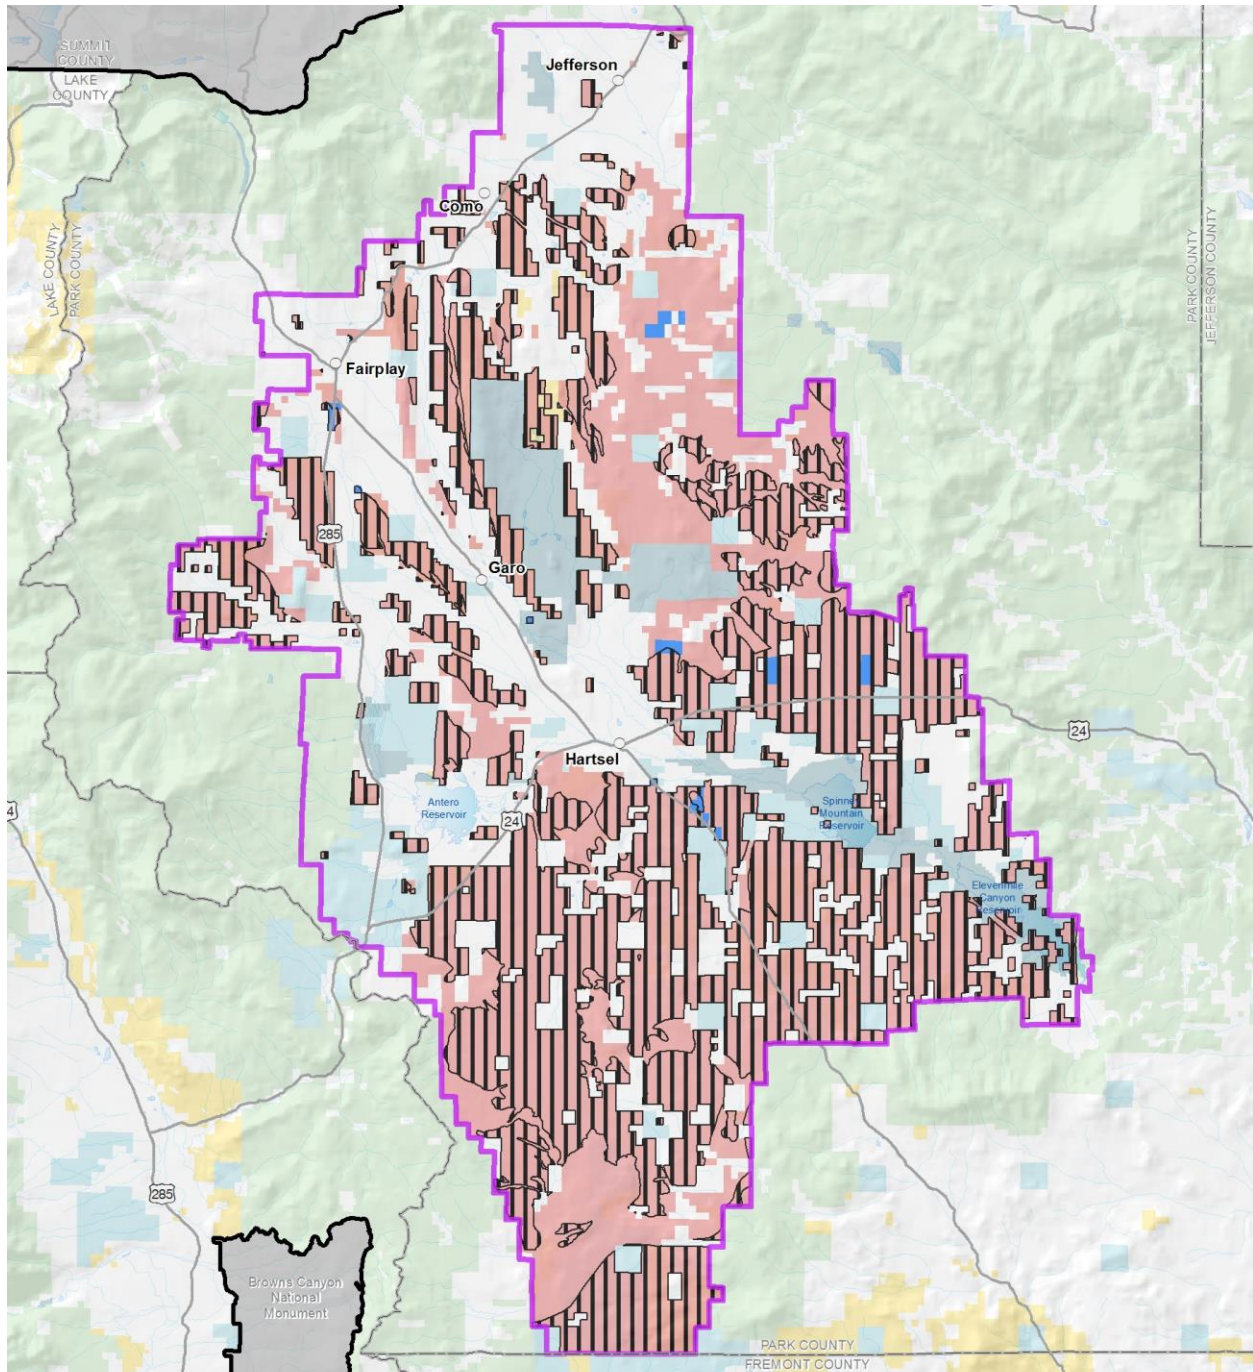 SUMMIT
COUNTY
LAKE
COUNTY
Jefferson
Como
LAKE COUNTY
PARK COUNTY
PARK COUNTY
JEFFERSON COUNTY
Fairplay
285
Garo
24
Hartsel
Antero
Reservoir
24
Spinney
Mountain
Reservoir
4
Elevenmile
Canyon
Reservoir
285
Browns Canyon
National
Monument
PARK COUNTY
FREMONT COUNTY